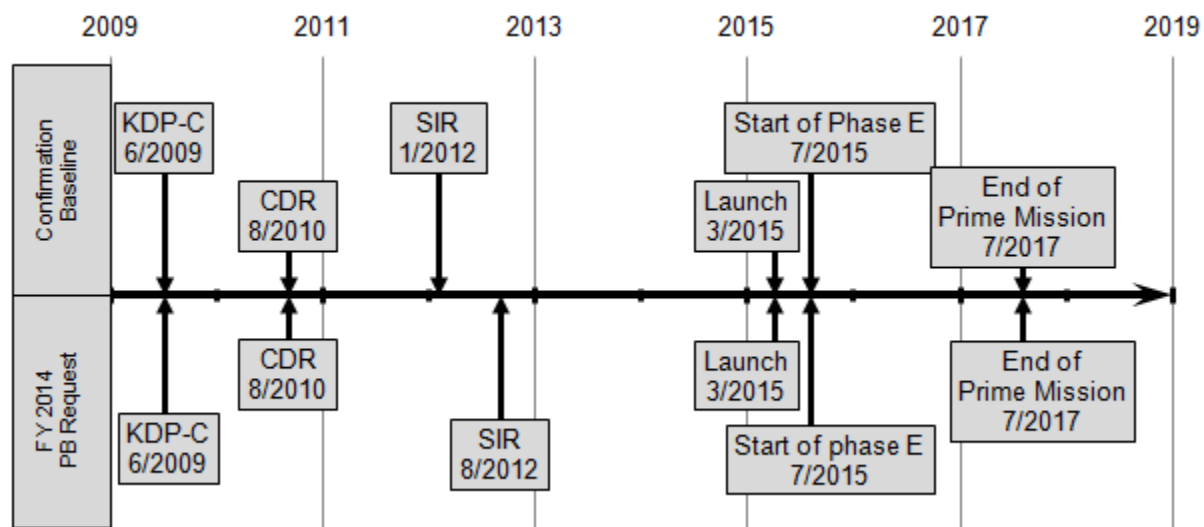 2009 2011 2013 2015 2017 2019
Confirmation
Baseline
KDP-C
6/2009
CDR
8/2010
SIR
1/2012
Launch
3/2015
Start of Phase E
7/2015
End of
Prime Mission
7/2017
FY 2014
PB Request
KDP-C
6/2009
CDR
8/2010
SIR
8/2012
Launch
3/2015
Start of phase E
7/2015
End of
Prime Mission
7/2017